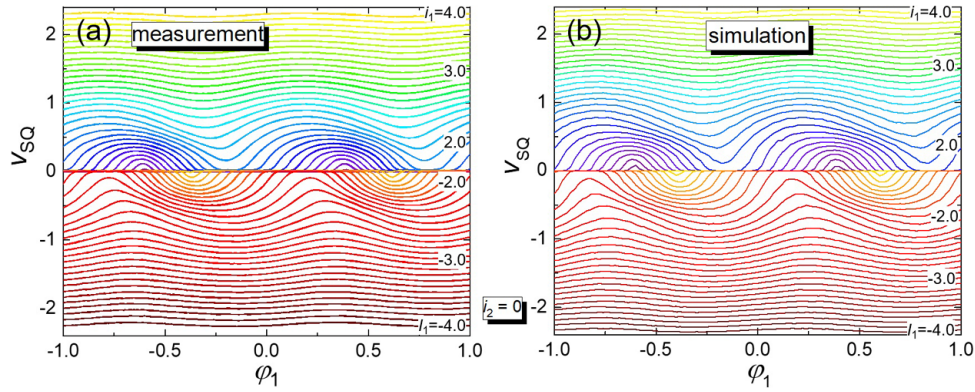 (a) measurement i₁=4.0
2
3.0
1
2.0
0
-2.0
-1
-3.0
-2
I₁=-4.0
-1.0 -0.5 0.0 0.5 1.0
v_SQ
φ₁
i₂ = 0
(b) simulation i₁=4.0
2
3.0
1
2.0
0
-2.0
-1
-3.0
-2
I₁=-4.0
-1.0 -0.5 0.0 0.5 1.0
v_SQ
φ₁